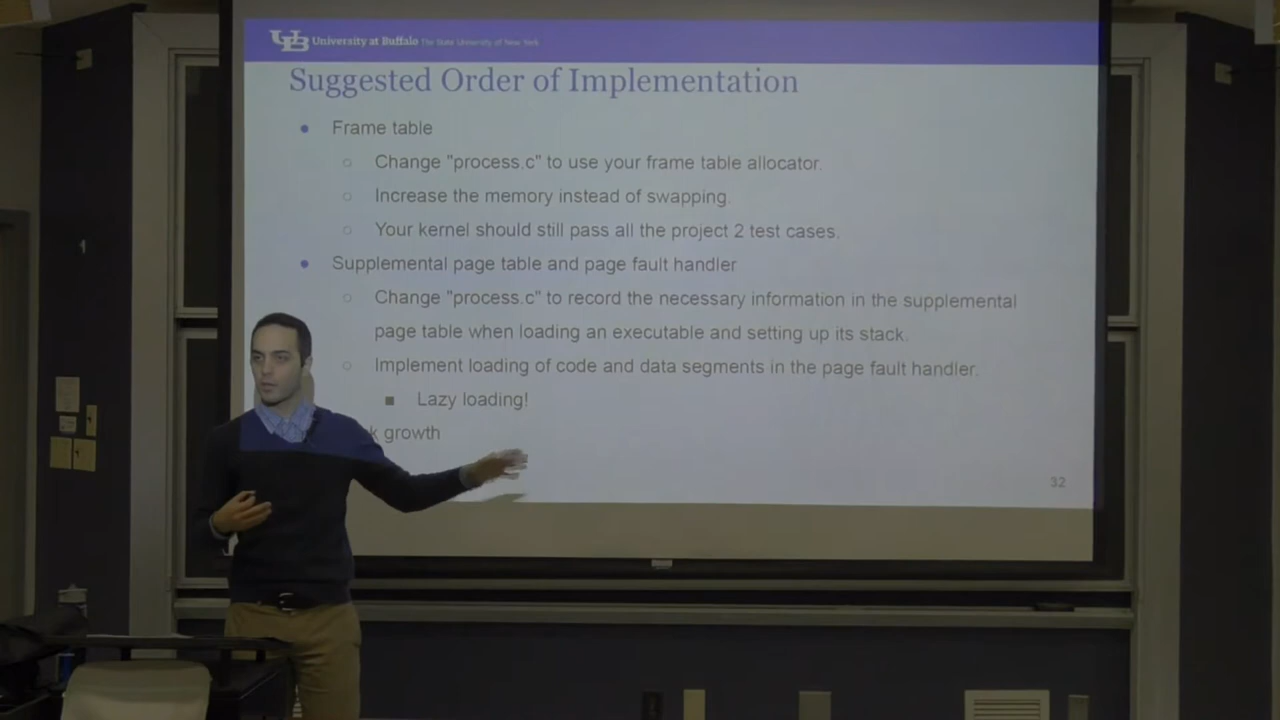 University at Buffalo The State University of New York
Suggested Order of Implementation
Frame table
Change "process.c" to use your frame table allocator.
Increase the memory instead of swapping.
Your kernel should still pass all the project 2 test cases.
Supplemental page table and page fault handler
Change "process.c" to record the necessary information in the supplemental
page table when loading an executable and setting up its stack.
Implement loading of code and data segments in the page fault handler.
Lazy loading!
growth
32